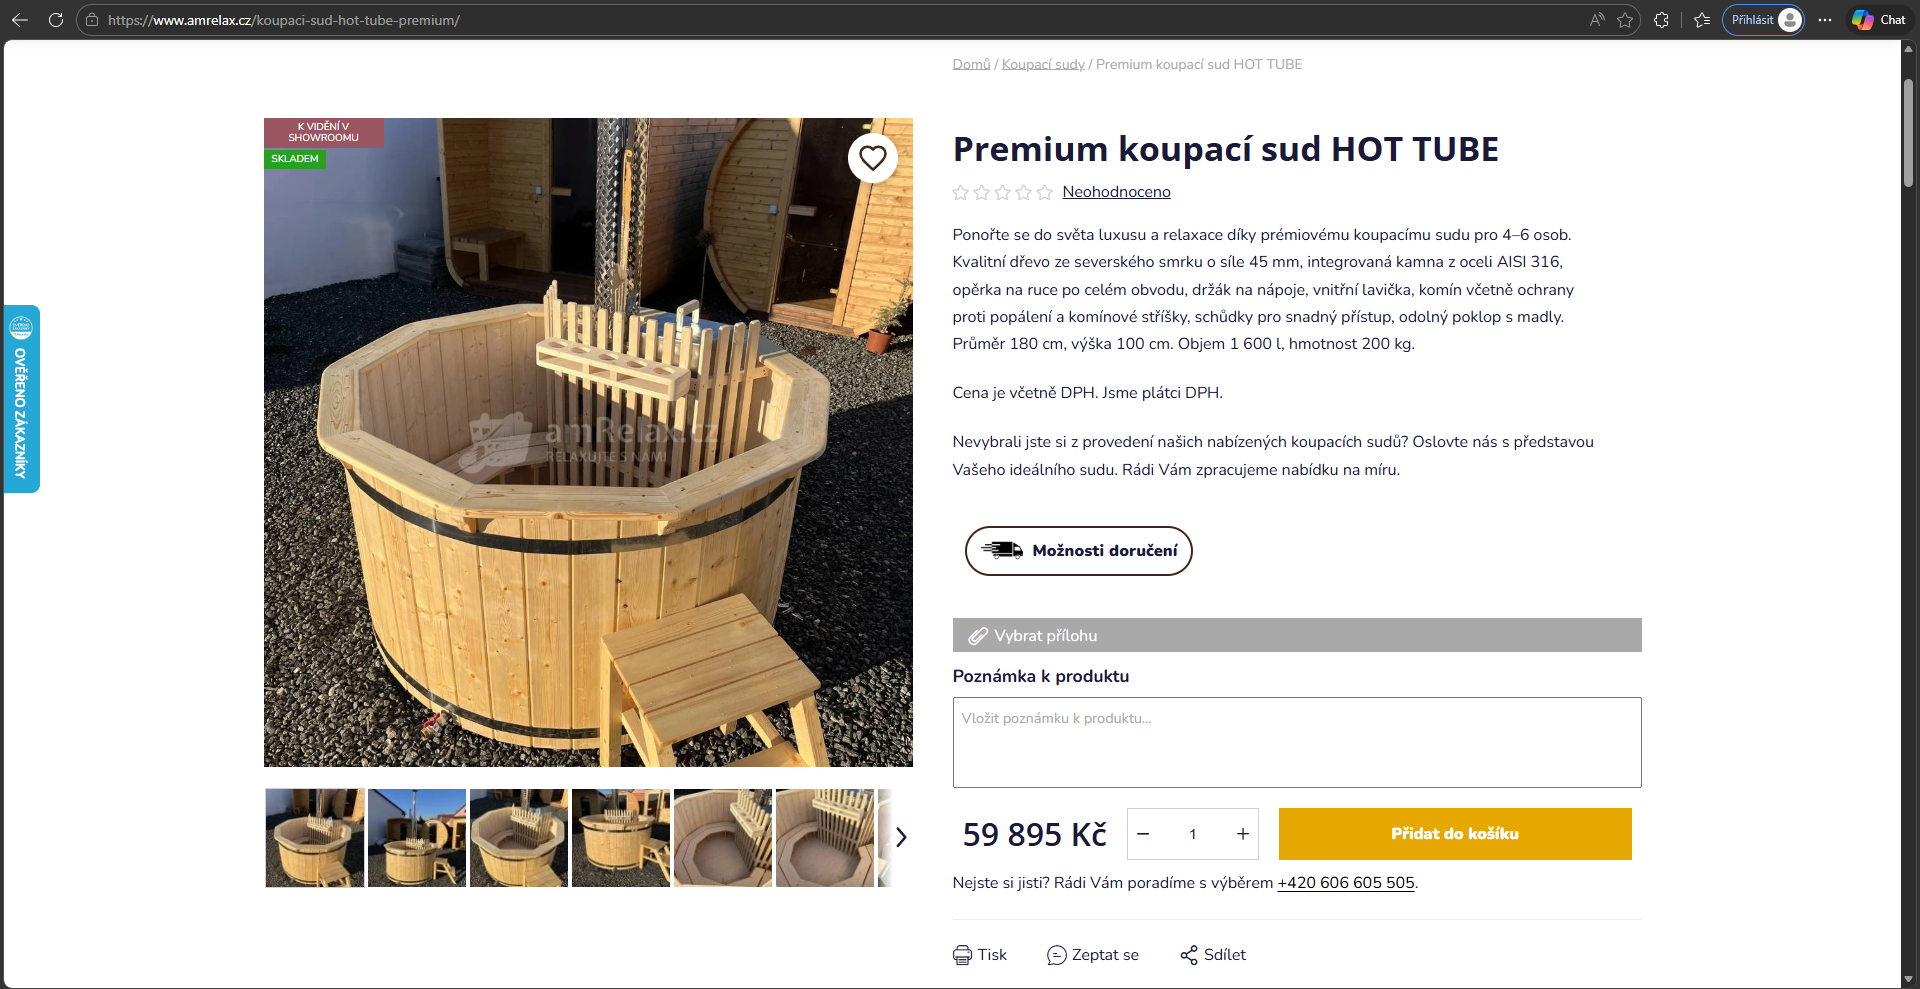 https://www.amrelax.cz/koupaci-sud-hot-tube-premium/
Přihlásit
Chat
Domů / Koupací sudy / Premium koupací sud HOT TUBE
K VIDĚNÍ V
SHOWROOMU
SKLADEM
amRelax.cz
RELAXUJTE S NÁMI
OVĚŘENO ZÁKAZNÍKY
Premium koupací sud HOT TUBE
Neohodnoceno
Ponořte se do světa luxusu a relaxace díky prémiovému koupacímu sudu pro 4–6 osob.
Kvalitní dřevo ze severského smrku o síle 45 mm, integrovaná kamna z oceli AISI 316,
opěrka na ruce po celém obvodu, držák na nápoje, vnitřní lavička, komín včetně ochrany
proti popálení a komínové stříšky, schůdky pro snadný přístup, odolný poklop s madly.
Průměr 180 cm, výška 100 cm. Objem 1 600 l, hmotnost 200 kg.
Cena je včetně DPH. Jsme plátci DPH.
Nevybrali jste si z provedení našich nabízených koupacích sudů? Oslovte nás s představou
Vašeho ideálního sudu. Rádi Vám zpracujeme nabídku na míru.
Možnosti doručení
Vybrat přílohu
Poznámka k produktu
Vložit poznámku k produktu...
59 895 Kč
− 1 +
Přidat do košíku
Nejste si jisti? Rádi Vám poradíme s výběrem +420 606 605 505.
Tisk
Zeptat se
Sdílet